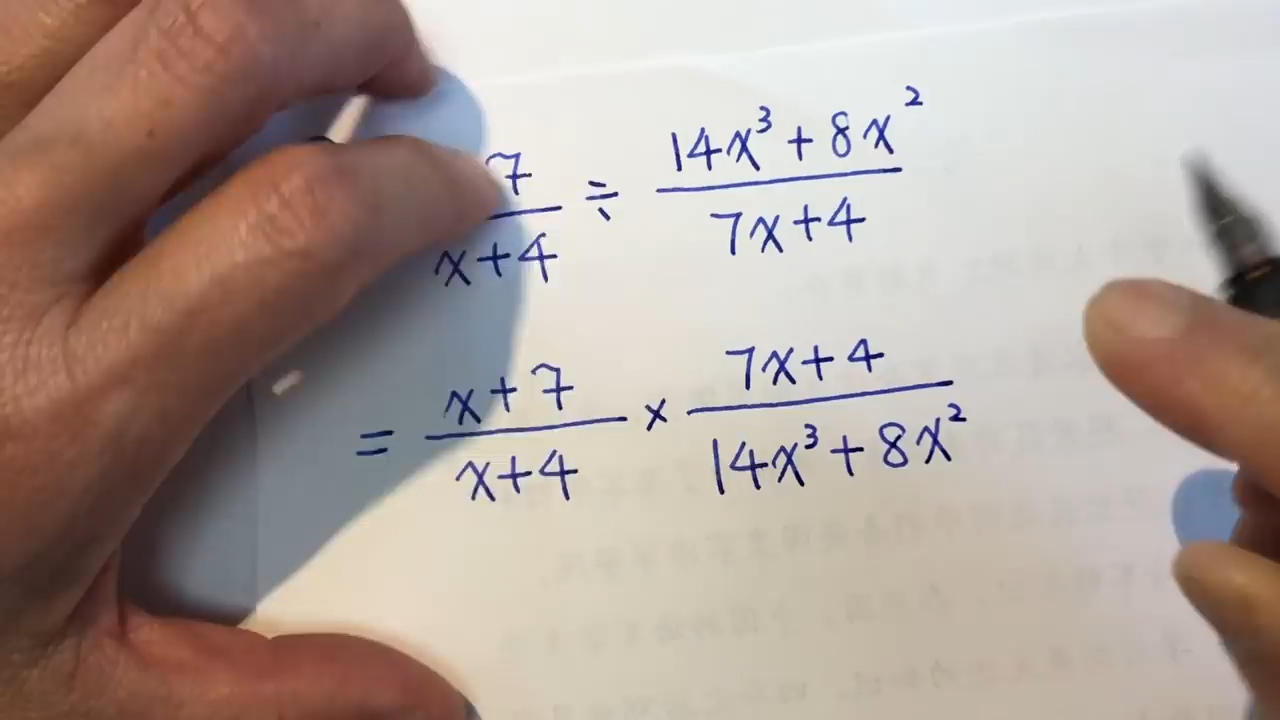 7 14x³+8x²
— ÷ —
x+4 7x+4
x+7 7x+4
= — × —
x+4 14x³+8x²